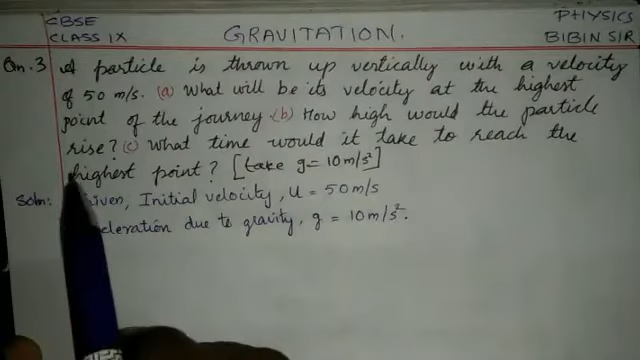 CBSE
CLASS IX
GRAVITATION.
PHYSICS
BIBIN SIR
Qn.3 A particle is thrown up vertically with a velocity
of 50 m/s. (a) What will be its velocity at the highest
point of the journey (b) How high would the particle
rise? (c) What time would it take to reach the
highest point? [take g = 10 m/s²]
Soln: Given, Initial velocity, u = 50 m/s
due to gravity, g = 10 m/s².